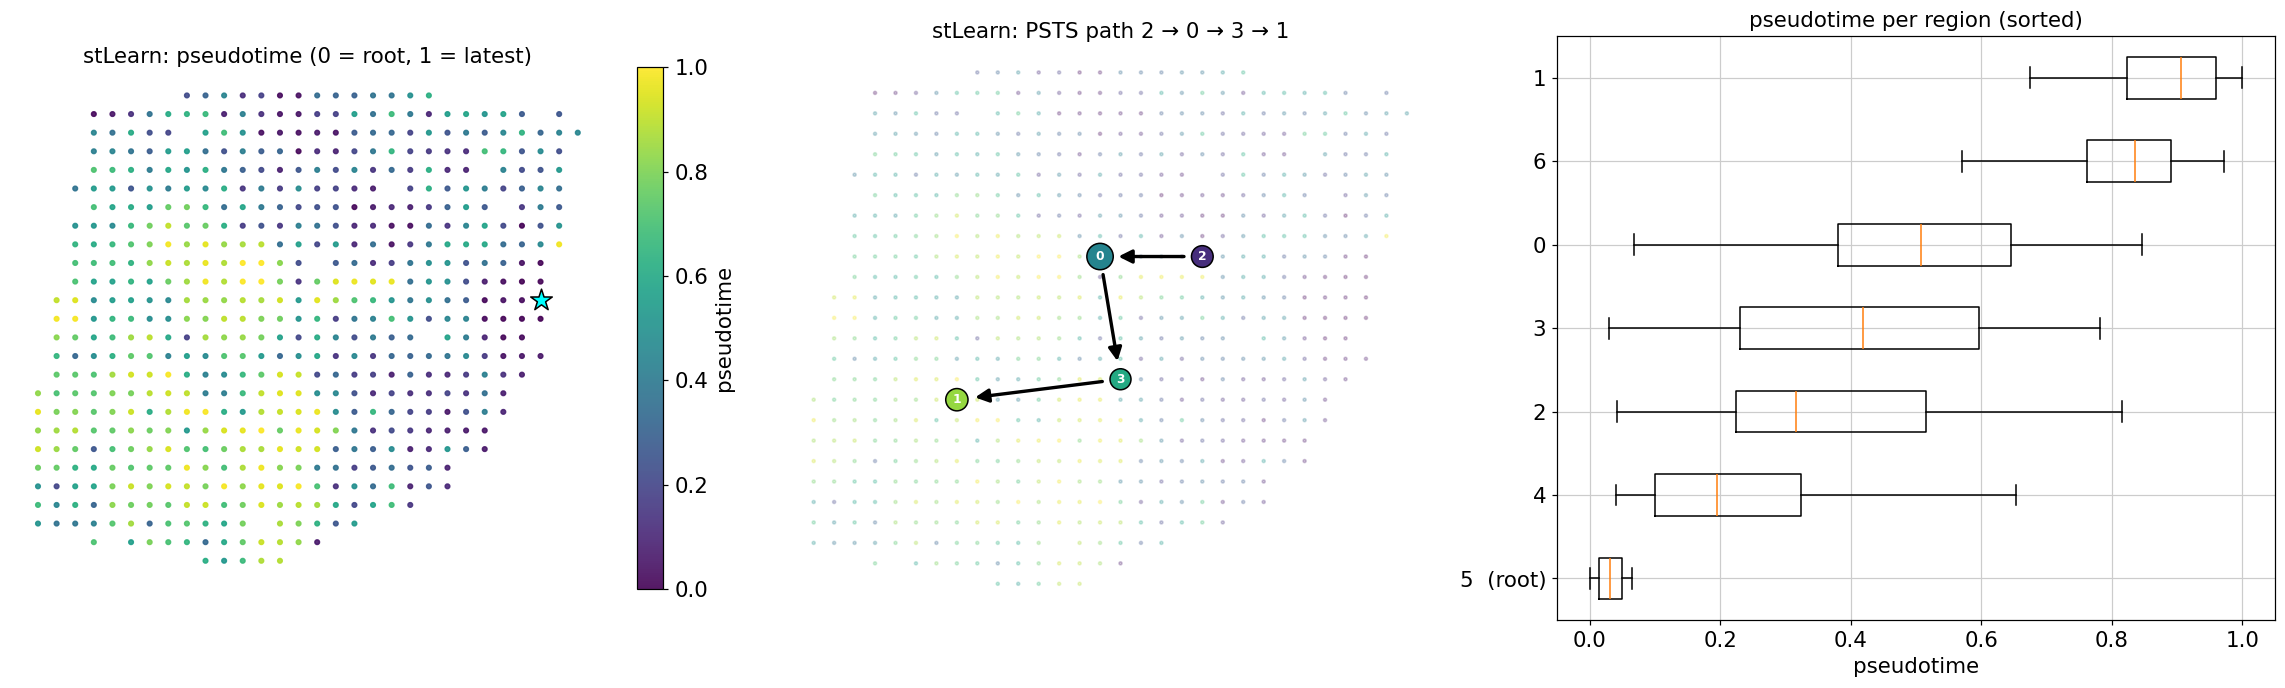 stLearn: pseudotime (0 = root, 1 = latest)
1.0
0.8
0.6
0.4
0.2
0.0
pseudotime
stLearn: PSTS path 2 → 0 → 3 → 1
0
2
3
1
pseudotime per region (sorted)
1
6
0
3
2
4
5 (root)
0.0 0.2 0.4 0.6 0.8 1.0
pseudotime